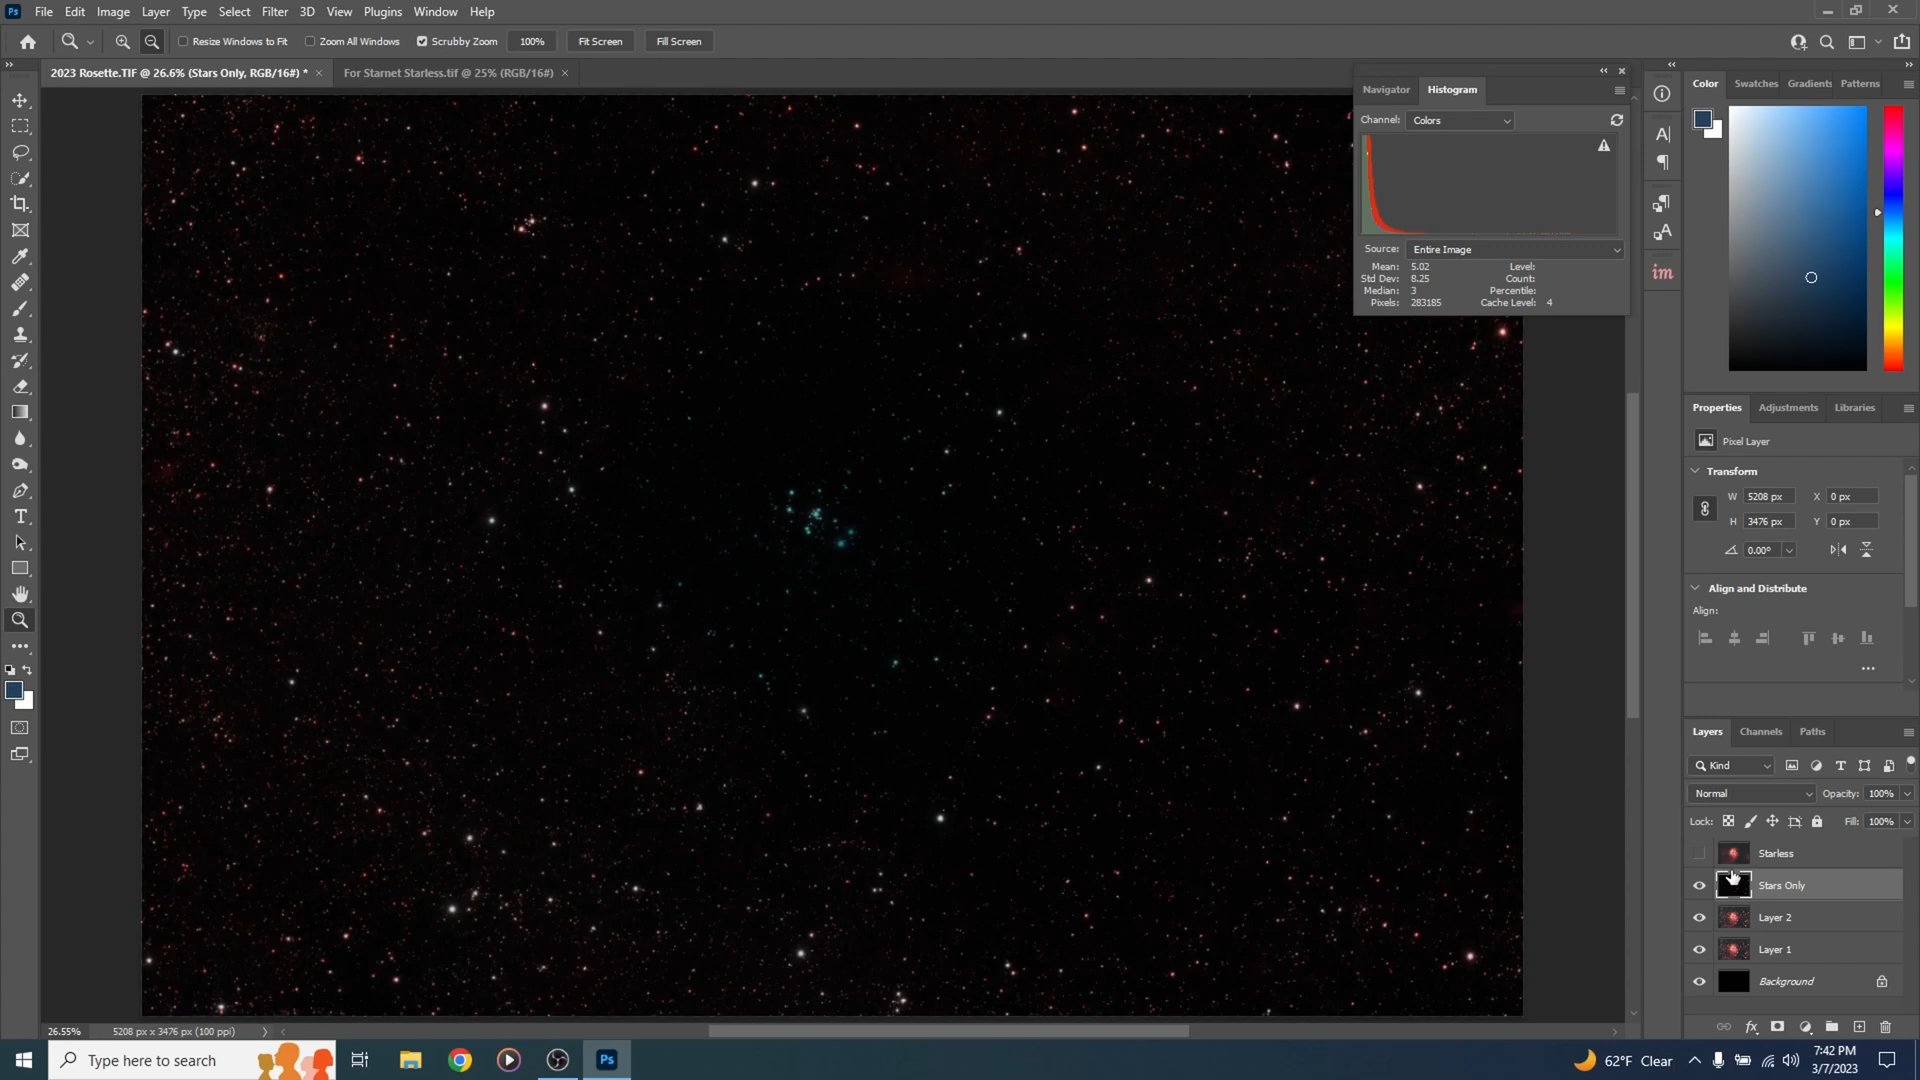 Ps File Edit Image Layer Type Select Filter 3D View Plugins Window Help
Resize Windows to Fit Zoom All Windows Scrubby Zoom 100% Fit Screen Fill Screen
2023 Rosette.TIF @ 26.6% (Stars Only, RGB/16#) * × For Starnet Starless.tif @ 25% (RGB/16#) ×
Navigator Histogram
Channel: Colors
Source: Entire Image
Mean: 5.02 Level:
Std Dev: 8.25 Count:
Median: 3 Percentile:
Pixels: 283185 Cache Level: 4
im
Color Swatches Gradients Patterns
Properties Adjustments Libraries
Pixel Layer
Transform
W 5208 px X 0 px
H 3476 px Y 0 px
0.00°
Align and Distribute
Align:
Layers Channels Paths
Kind
Normal Opacity: 100%
Lock: Fill: 100%
Starless
Stars Only
Layer 2
Layer 1
Background
26.55% 5208 px x 3476 px (100 ppi)
Type here to search
Ps
62°F Clear
7:42 PM
3/7/2023